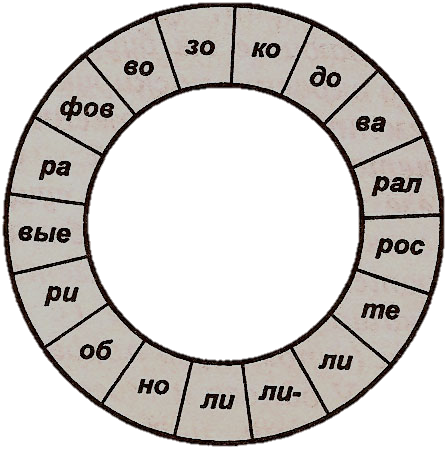 зо
ко
до
ва
рал
рос
те
ли
ли-
ли
но
об
ри
вые
ра
фов
во